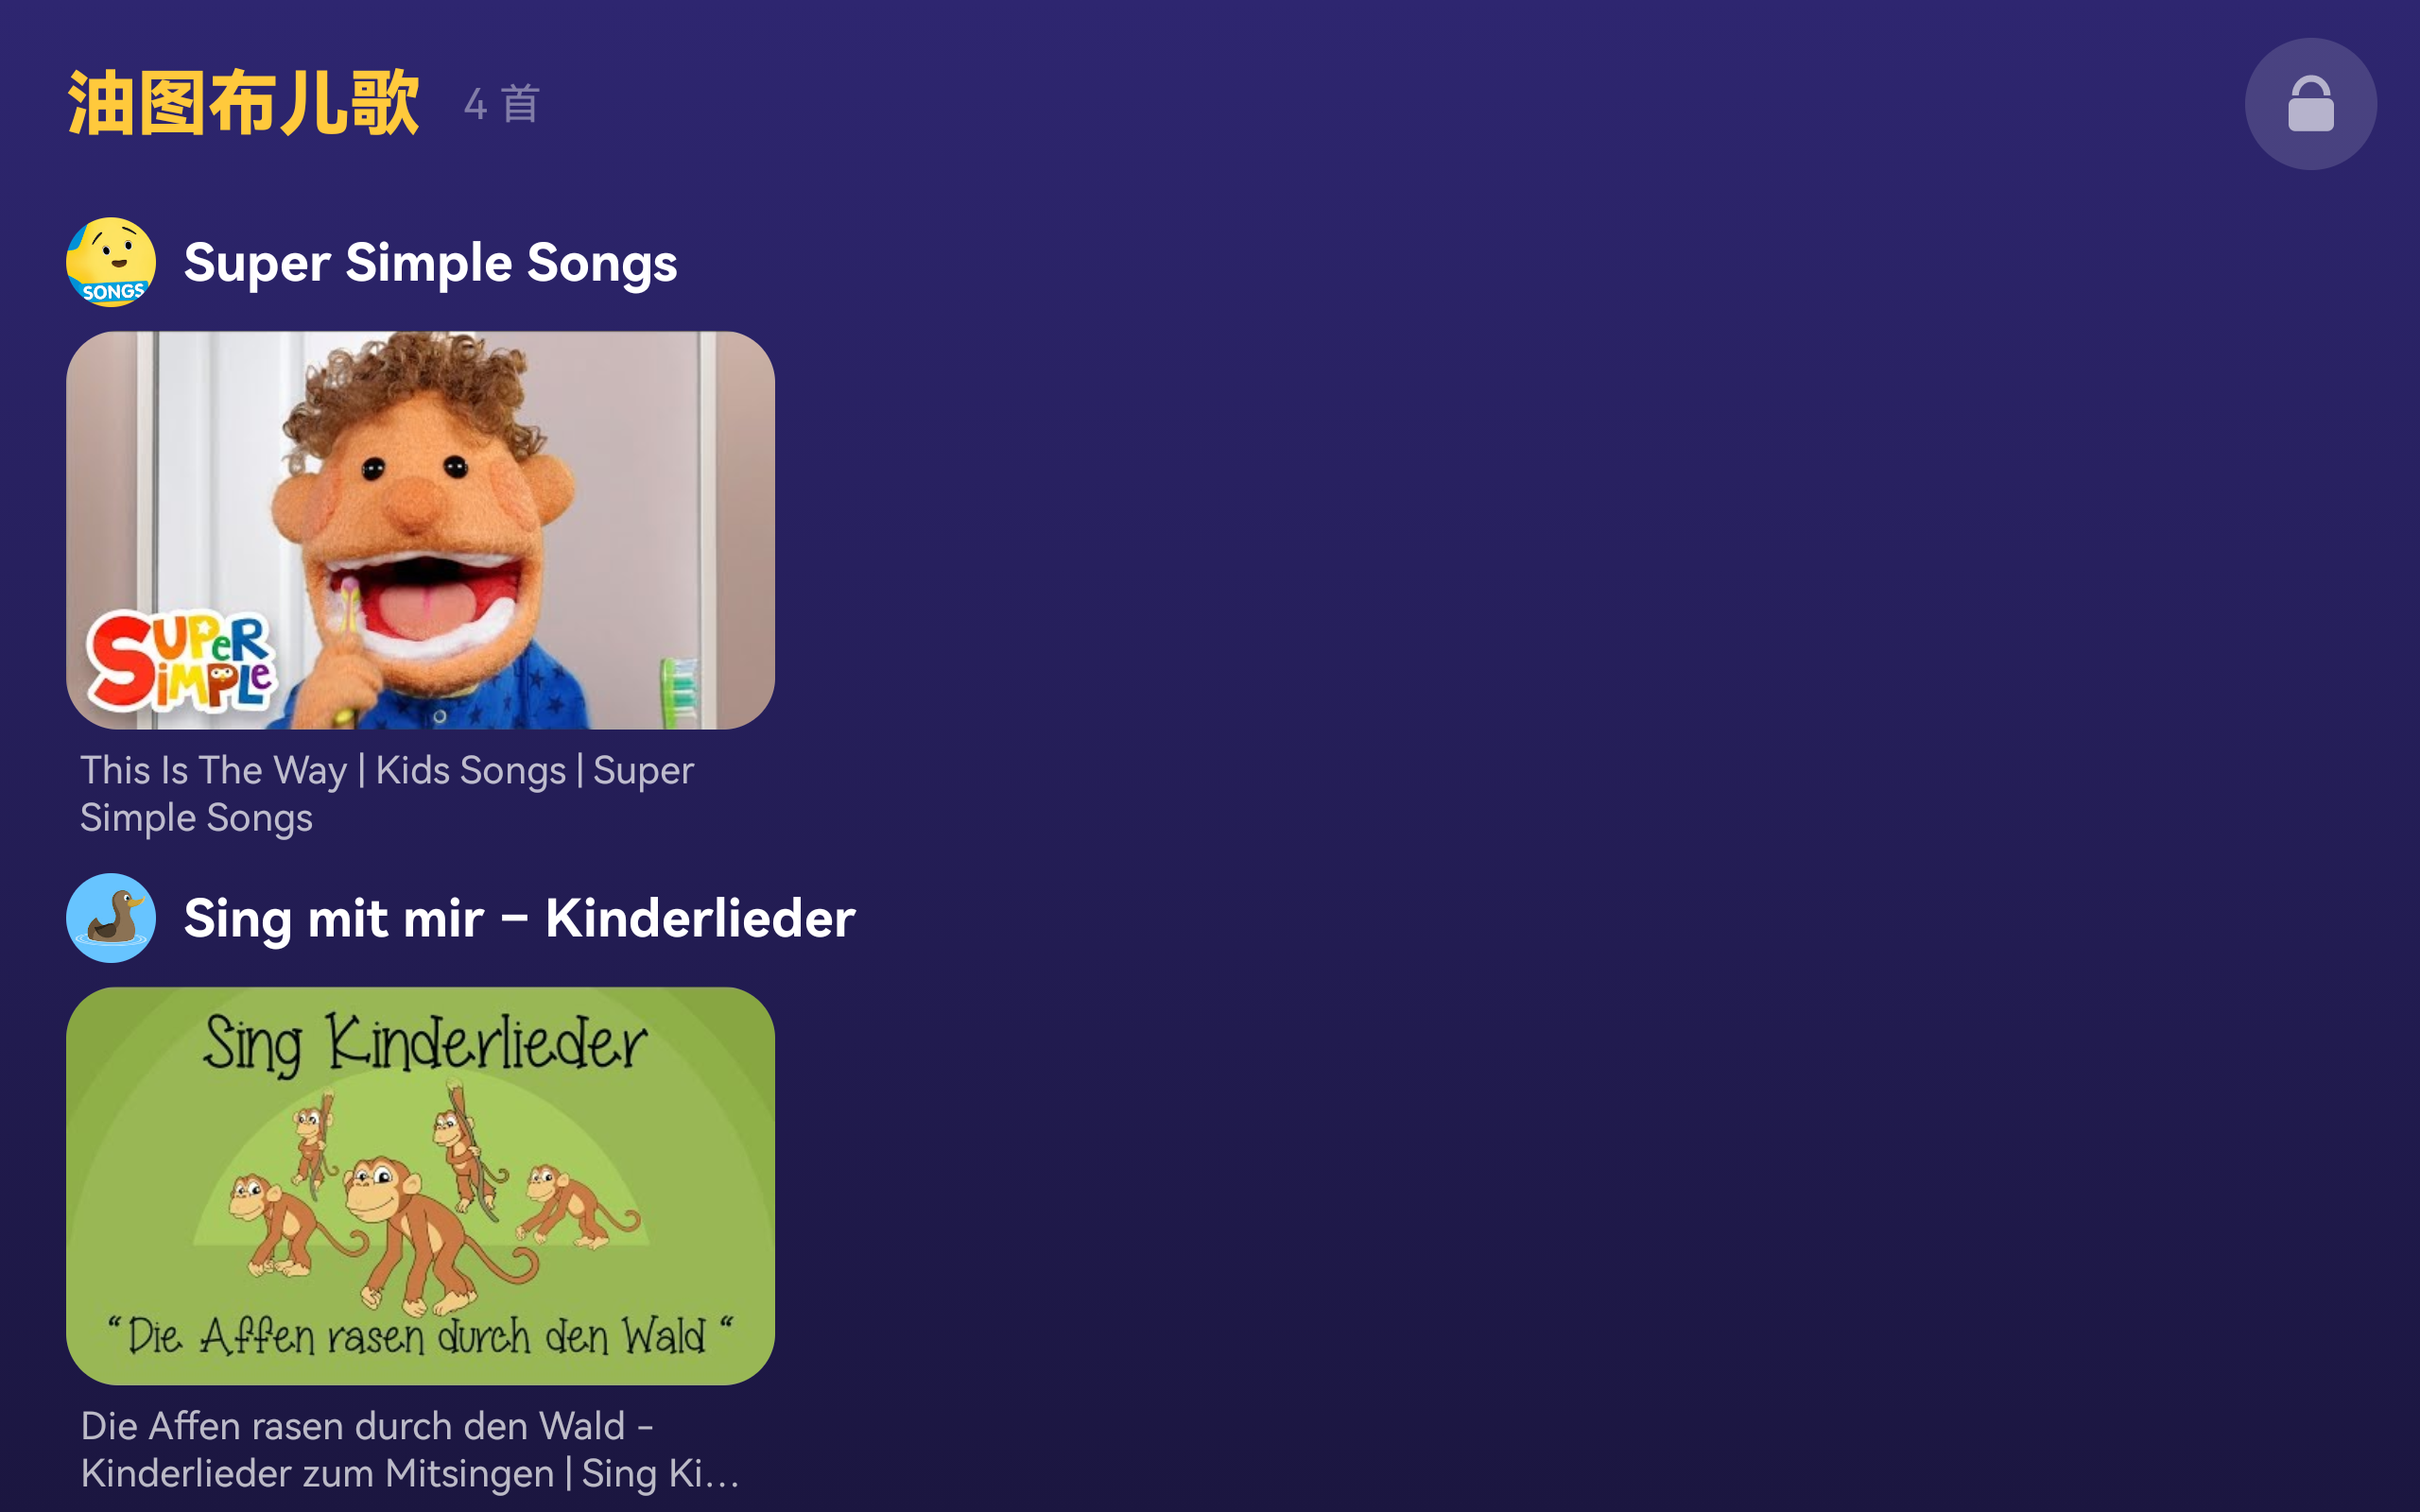 油图布儿歌 4 首
SONGS
Super Simple Songs
SUPER
SiMPLe
This Is The Way | Kids Songs | Super
Simple Songs
Sing mit mir – Kinderlieder
Sing Kinderlieder
“Die Affen rasen durch den Wald“
Die Affen rasen durch den Wald –
Kinderlieder zum Mitsingen | Sing Ki...